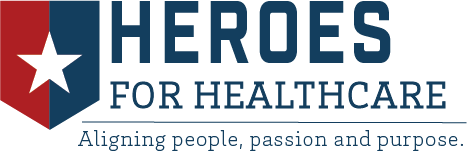 HEROES
FOR HEALTHCARE
Aligning people, passion and purpose.